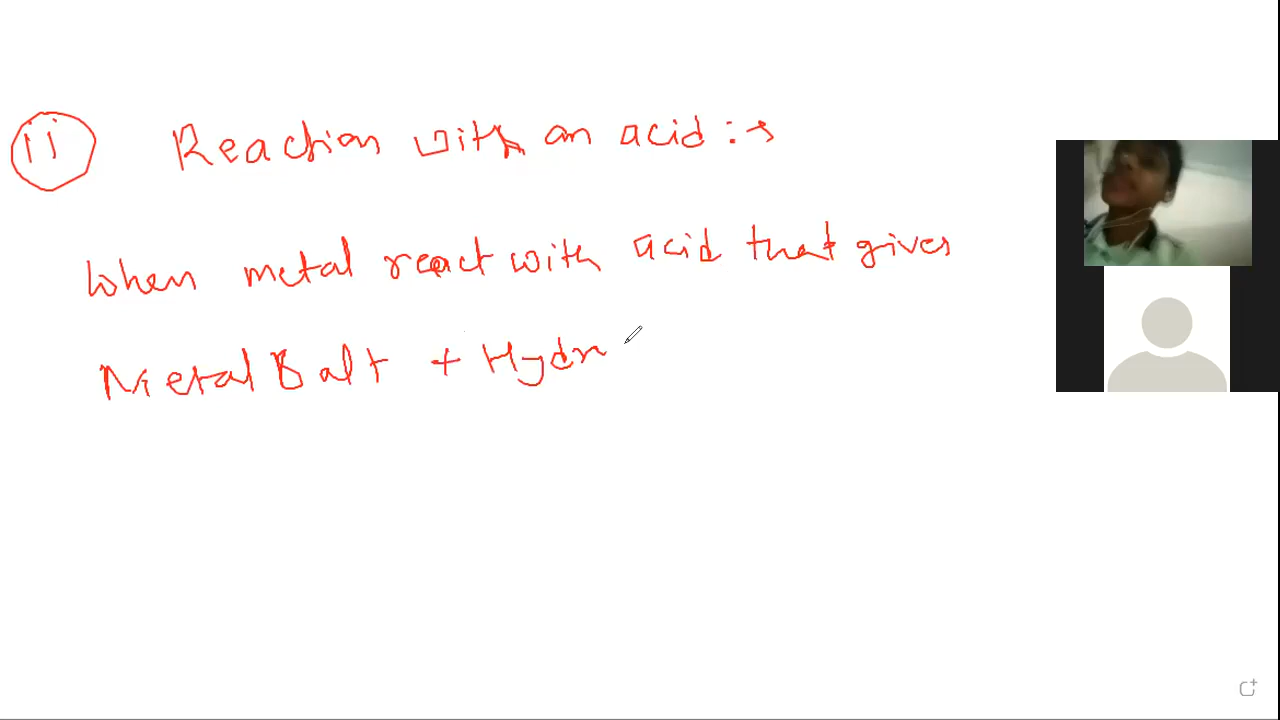 ii Reaction with an acid :→
When metal react with acid that gives
Metal Salt + Hydr